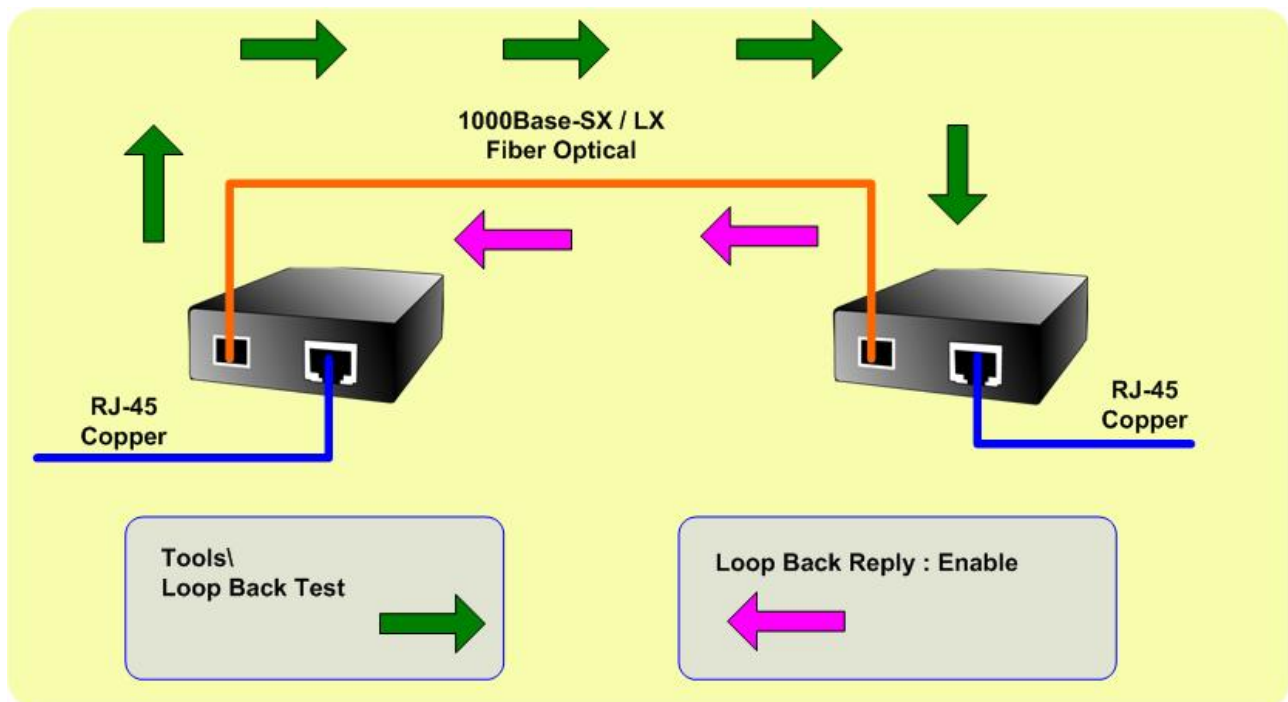 1000Base-SX / LX
Fiber Optical
RJ-45
Copper
RJ-45
Copper
Tools\
Loop Back Test
Loop Back Reply : Enable